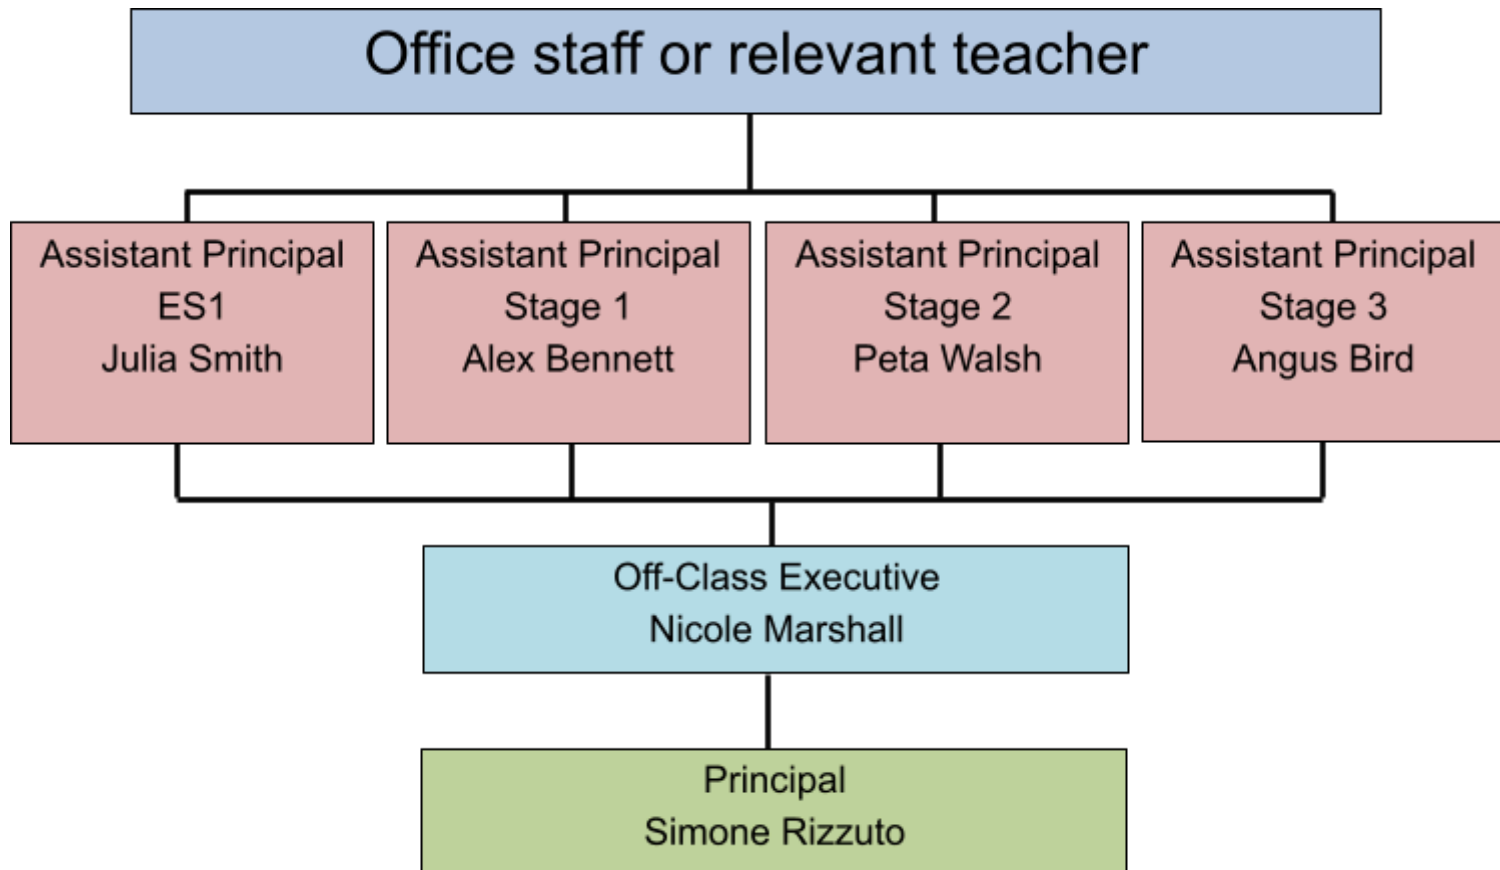 Office staff or relevant teacher
Assistant Principal
ES1
Julia Smith
Assistant Principal
Stage 1
Alex Bennett
Assistant Principal
Stage 2
Peta Walsh
Assistant Principal
Stage 3
Angus Bird
Off-Class Executive
Nicole Marshall
Principal
Simone Rizzuto